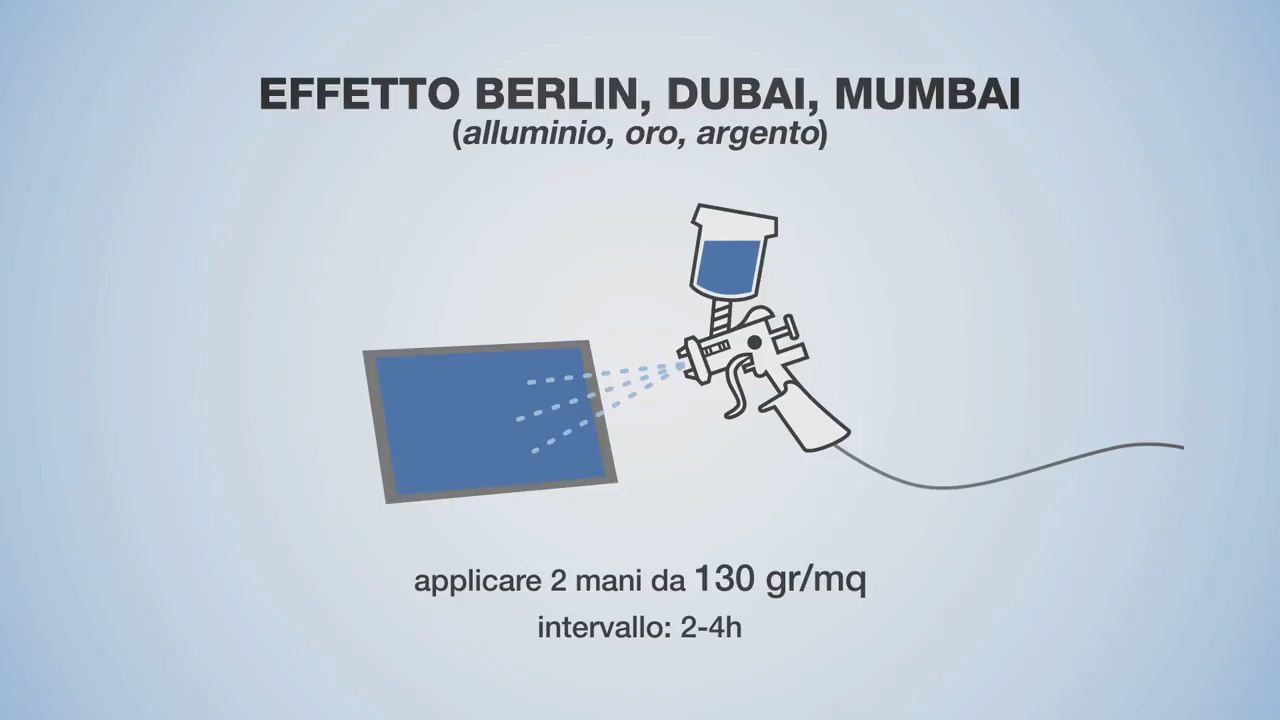 EFFETTO BERLIN, DUBAI, MUMBAI
(alluminio, oro, argento)
applicare 2 mani da 130 gr/mq
intervallo: 2-4h